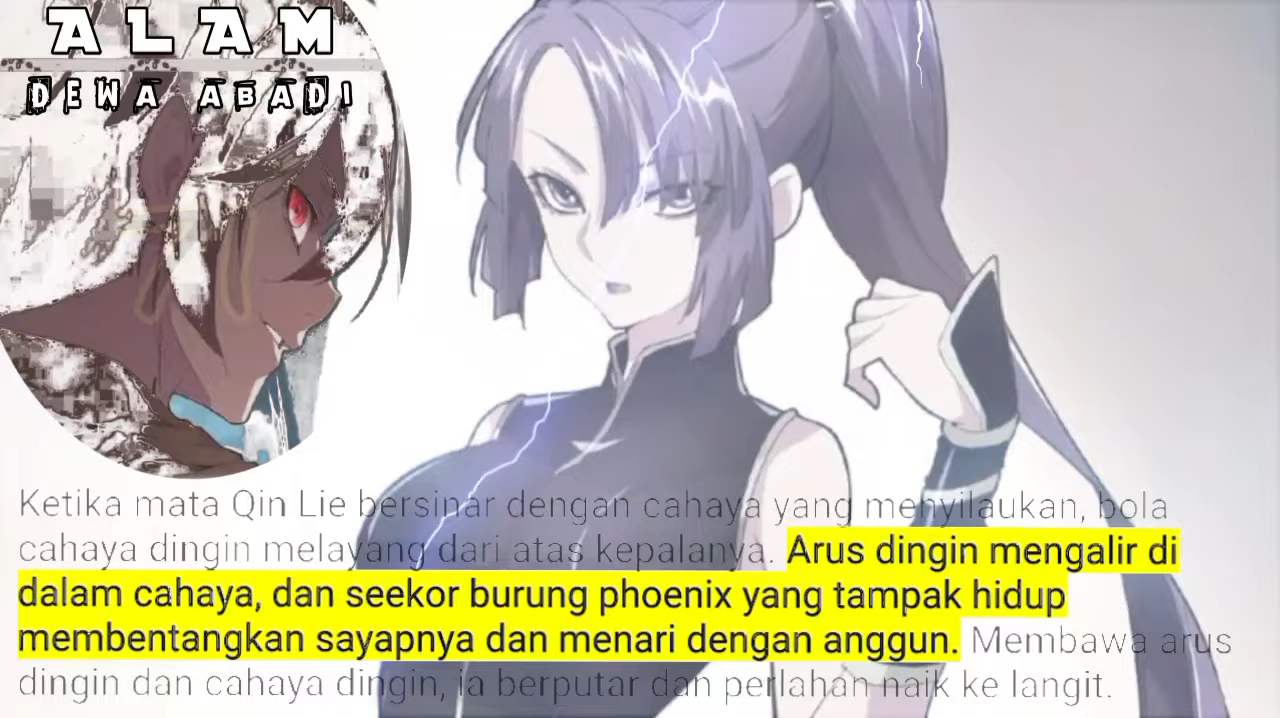 ALAM
DEWA ABADI
Ketika mata Qin Lie bersinar dengan cahaya yang menyilaukan, bola
cahaya dingin melayang dari atas kepalanya. Arus dingin mengalir di
dalam cahaya, dan seekor burung phoenix yang tampak hidup
membentangkan sayapnya dan menari dengan anggun. Membawa arus
dingin dan cahaya dingin, ia berputar dan perlahan naik ke langit.